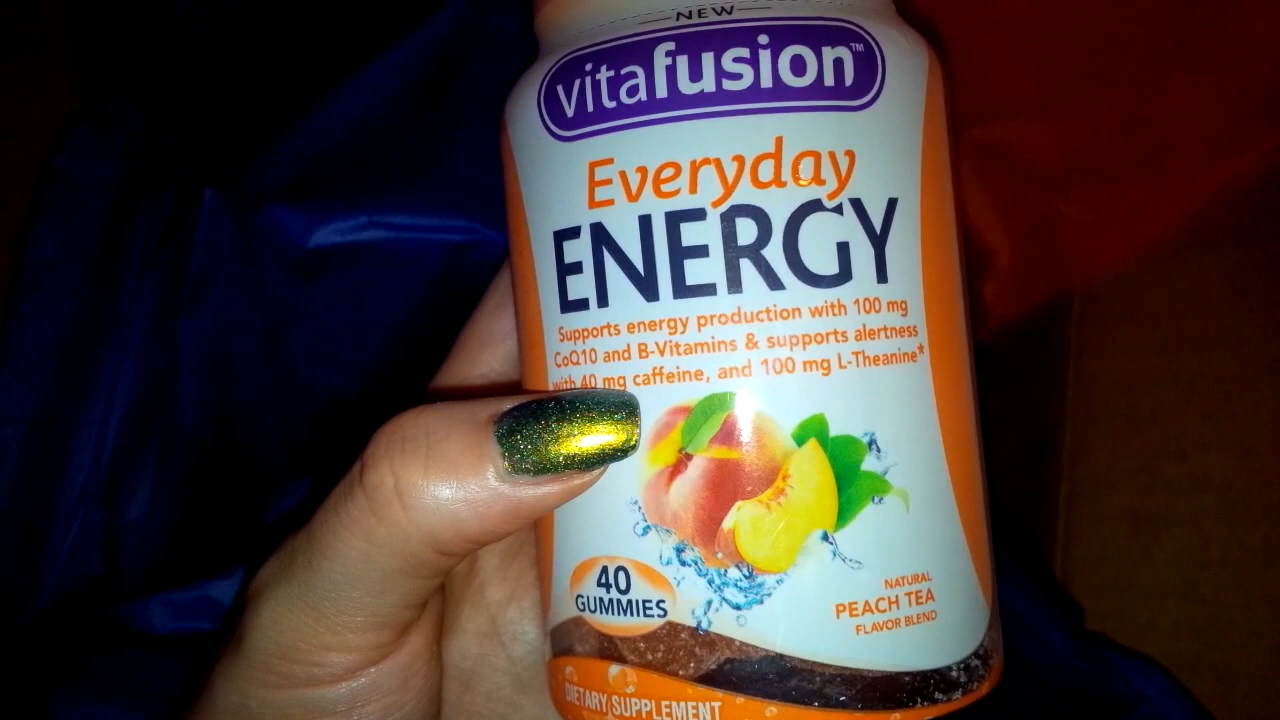 NEW
vitafusion™
Everyday
ENERGY
Supports energy production with 100 mg
CoQ10 and B-Vitamins & supports alertness
with 40 mg caffeine, and 100 mg L-Theanine*
40
GUMMIES
NATURAL
PEACH TEA
FLAVOR BLEND
DIETARY SUPPLEMENT